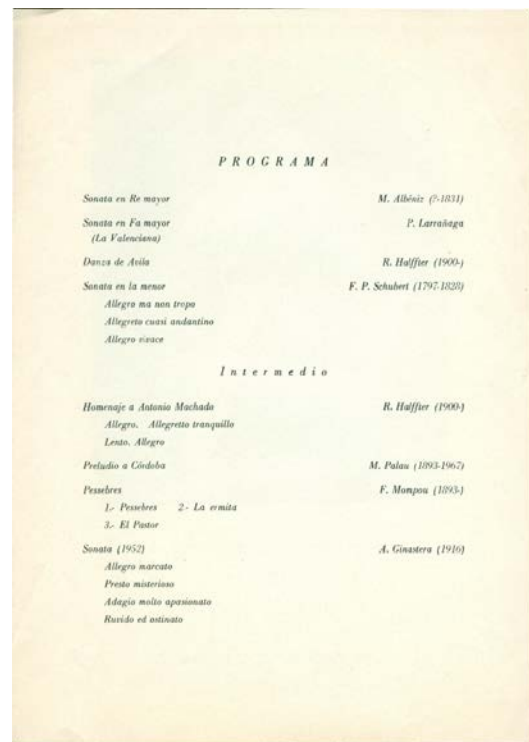 PROGRAMA
Sonata en Re mayor M. Albéniz (?-1831)
Sonata en Fa mayor P. Larrañaga
(La Valenciana)
Danza de Avila R. Halffter (1900-)
Sonata en la menor F. P. Schubert (1797-1828)
Allegro ma non tropo
Allegreto cuasi andantino
Allegro vivace
Intermedio
Homenaje a Antonio Machado R. Halffter (1900-)
Allegro. Allegretto tranquillo
Lento. Allegro
Preludio a Córdoba M. Palau (1893-1967)
Pessebres F. Mompou (1893-)
1.- Pessebres 2- La ermita
3.- El Pastor
Sonata (1952) A. Ginastera (1916)
Allegro marcato
Presto misterioso
Adagio molto apasionato
Ruvido ed ostinato